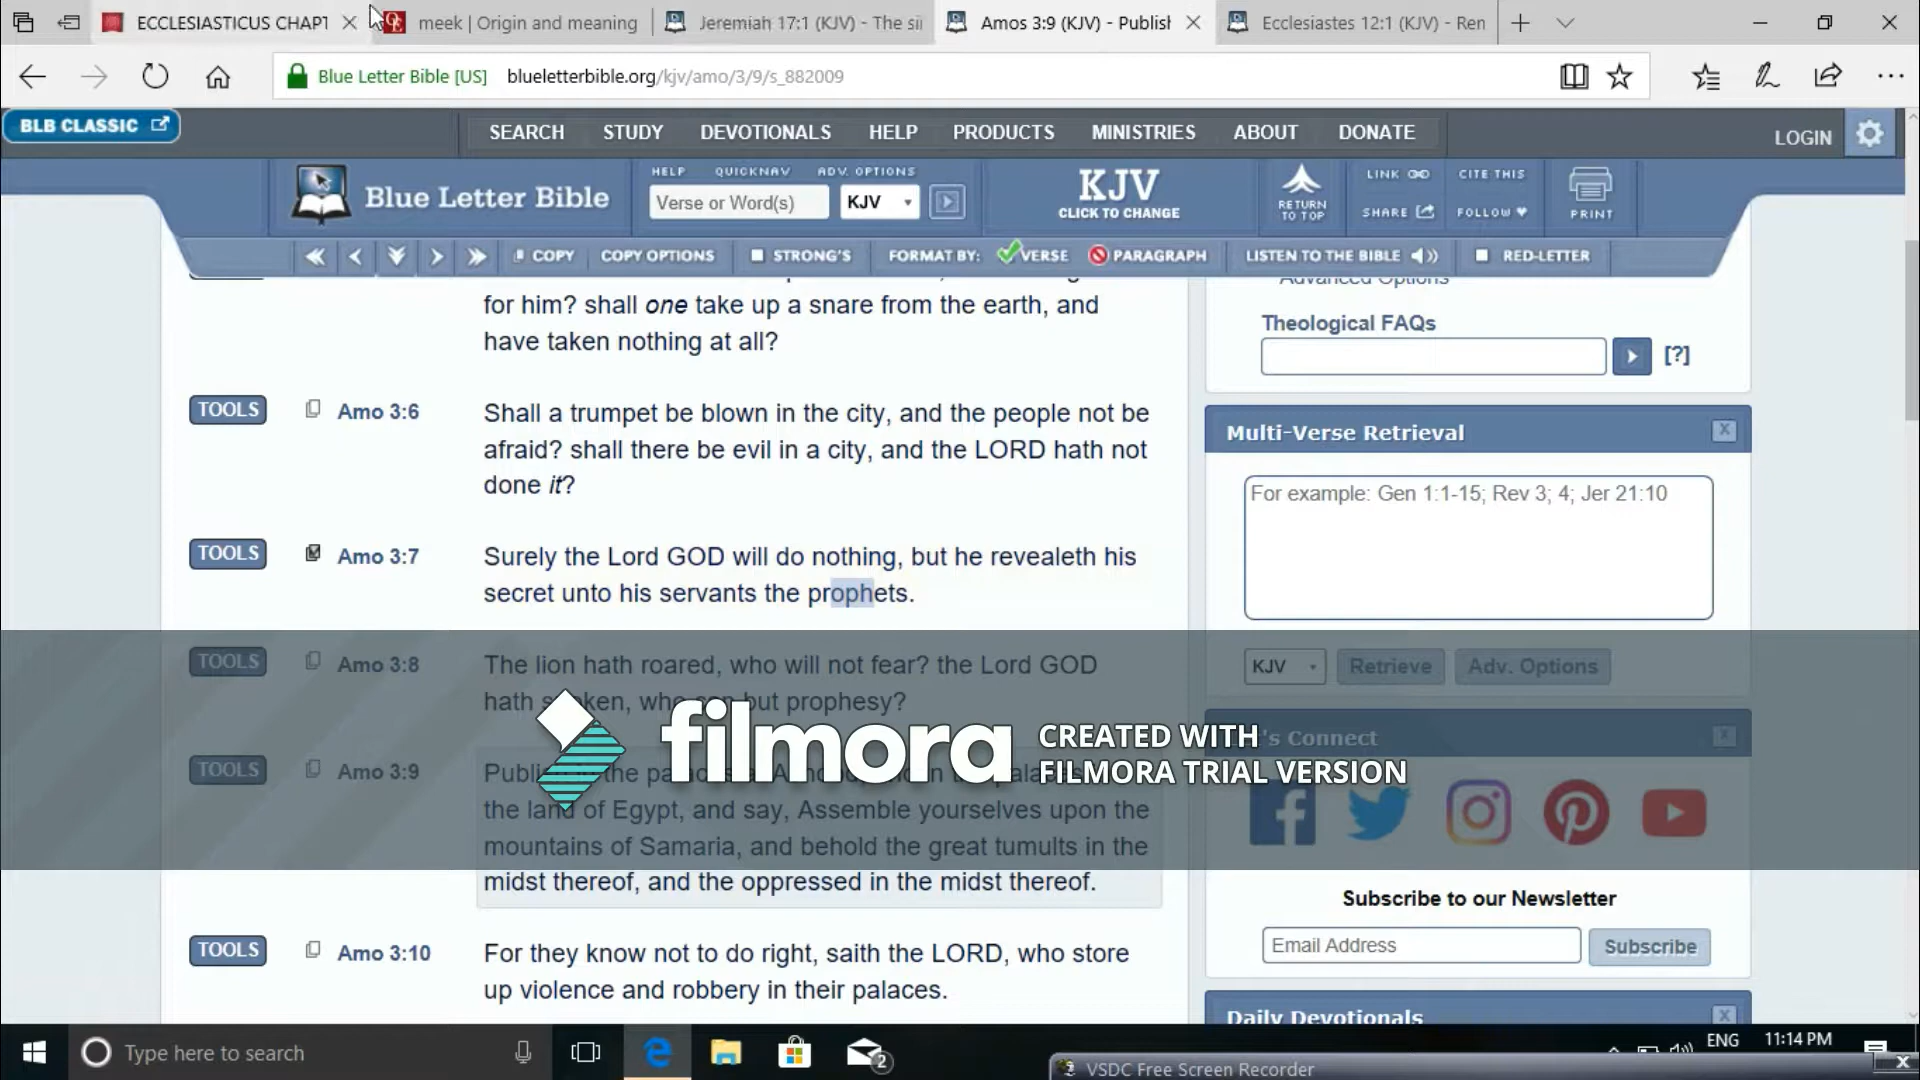 ECCLESIASTICUS CHAPT
meek | Origin and meaning
Jeremiah 17:1 (KJV) - The si
Amos 3:9 (KJV) - Publish
Ecclesiastes 12:1 (KJV) - Ren
Blue Letter Bible [US]
blueletterbible.org/kjv/amo/3/9/s_882009
BLB CLASSIC
SEARCH STUDY DEVOTIONALS HELP PRODUCTS MINISTRIES ABOUT DONATE
LOGIN
Blue Letter Bible
HELP QUICKNAV ADV. OPTIONS
Verse or Word(s)
KJV
KJV
CLICK TO CHANGE
RETURN
TO TOP
LINK
CITE THIS
SHARE
FOLLOW
PRINT
COPY COPY OPTIONS STRONG'S FORMAT BY: VERSE PARAGRAPH LISTEN TO THE BIBLE RED-LETTER
for him? shall one take up a snare from the earth, and
have taken nothing at all?
TOOLS Amo 3:6 Shall a trumpet be blown in the city, and the people not be
afraid? shall there be evil in a city, and the LORD hath not
done it?
TOOLS Amo 3:7 Surely the Lord GOD will do nothing, but he revealeth his
secret unto his servants the prophets.
TOOLS Amo 3:8 The lion hath roared, who will not fear? the Lord GOD
hath spoken, who can but prophesy?
TOOLS Amo 3:9
the land of Egypt, and say, Assemble yourselves upon the
mountains of Samaria, and behold the great tumults in the
midst thereof, and the oppressed in the midst thereof.
TOOLS Amo 3:10 For they know not to do right, saith the LORD, who store
up violence and robbery in their palaces.
Advanced Options
Theological FAQs
[?]
Multi-Verse Retrieval
X
For example: Gen 1:1-15; Rev 3; 4; Jer 21:10
KJV Retrieve Adv. Options
's Connect
X
Subscribe to our Newsletter
Email Address
Subscribe
Daily Devotionals
X
filmora
CREATED WITH
FILMORA TRIAL VERSION
Type here to search
2
ENG
11:14 PM
VSDC Free Screen Recorder